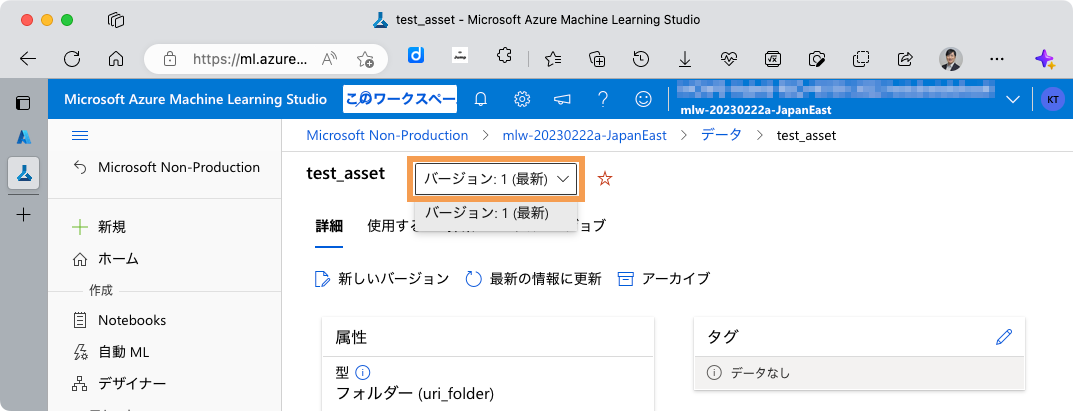 test_asset - Microsoft Azure Machine Learning Studio
https://ml.azure...
Microsoft Azure Machine Learning Studio
このワークスペー
mlw-20230222a-JapanEast
KT
Microsoft Non-Production
Microsoft Non-Production > mlw-20230222a-JapanEast > データ > test_asset
test_asset
バージョン: 1 (最新)
バージョン: 1 (最新)
詳細
使用する
ジョブ
新規
ホーム
作成
Notebooks
自動 ML
デザイナー
新しいバージョン
最新の情報に更新
アーカイブ
属性
型
フォルダー (uri_folder)
タグ
データなし